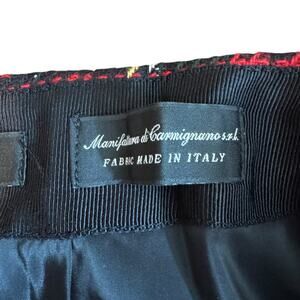 Manifattura di Carmignano s.r.l.
FABRIC MADE IN ITALY